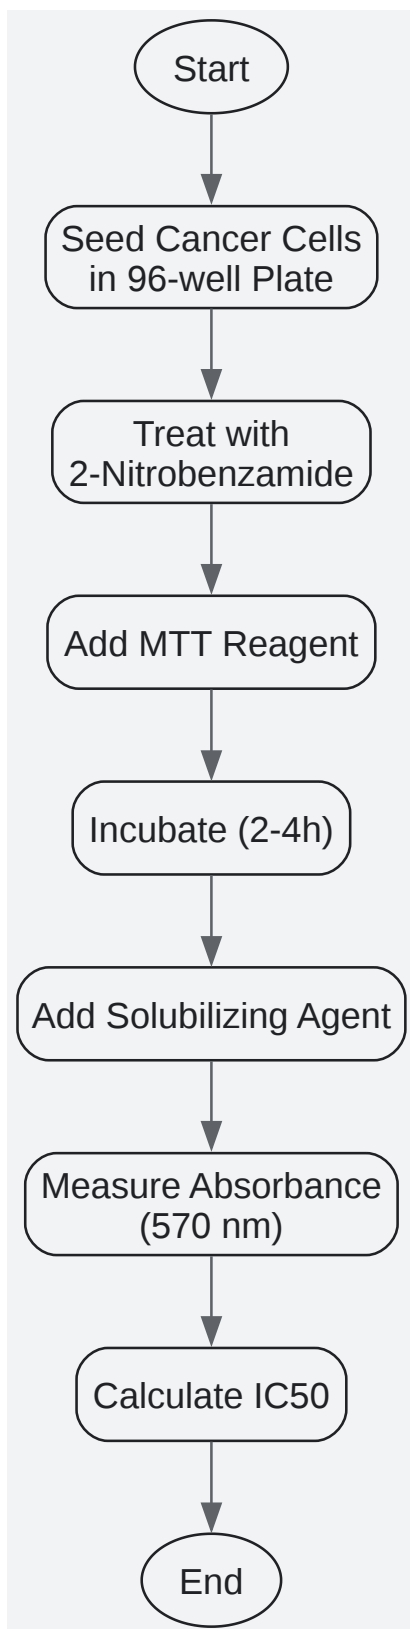 Start
Seed Cancer Cells
in 96-well Plate
Treat with
2-Nitrobenzamide
Add MTT Reagent
Incubate (2-4h)
Add Solubilizing Agent
Measure Absorbance
(570 nm)
Calculate IC50
End